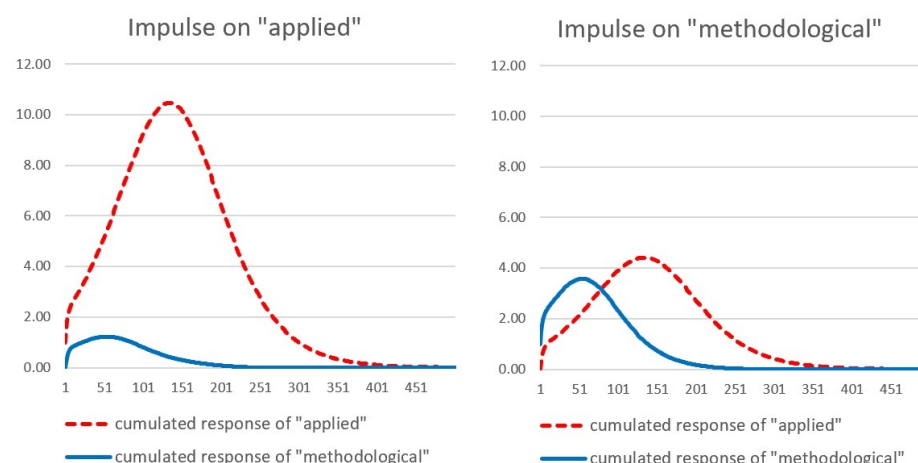 Impulse on "applied"
12.00
10.00
8.00
6.00
4.00
2.00
0.00
1 51 101 151 201 251 301 351 401 451
cumulated response of "applied"
cumulated response of "methodological"
Impulse on "methodological"
12.00
10.00
8.00
6.00
4.00
2.00
0.00
1 51 101 151 201 251 301 351 401 451
cumulated response of "applied"
cumulated response of "methodological"